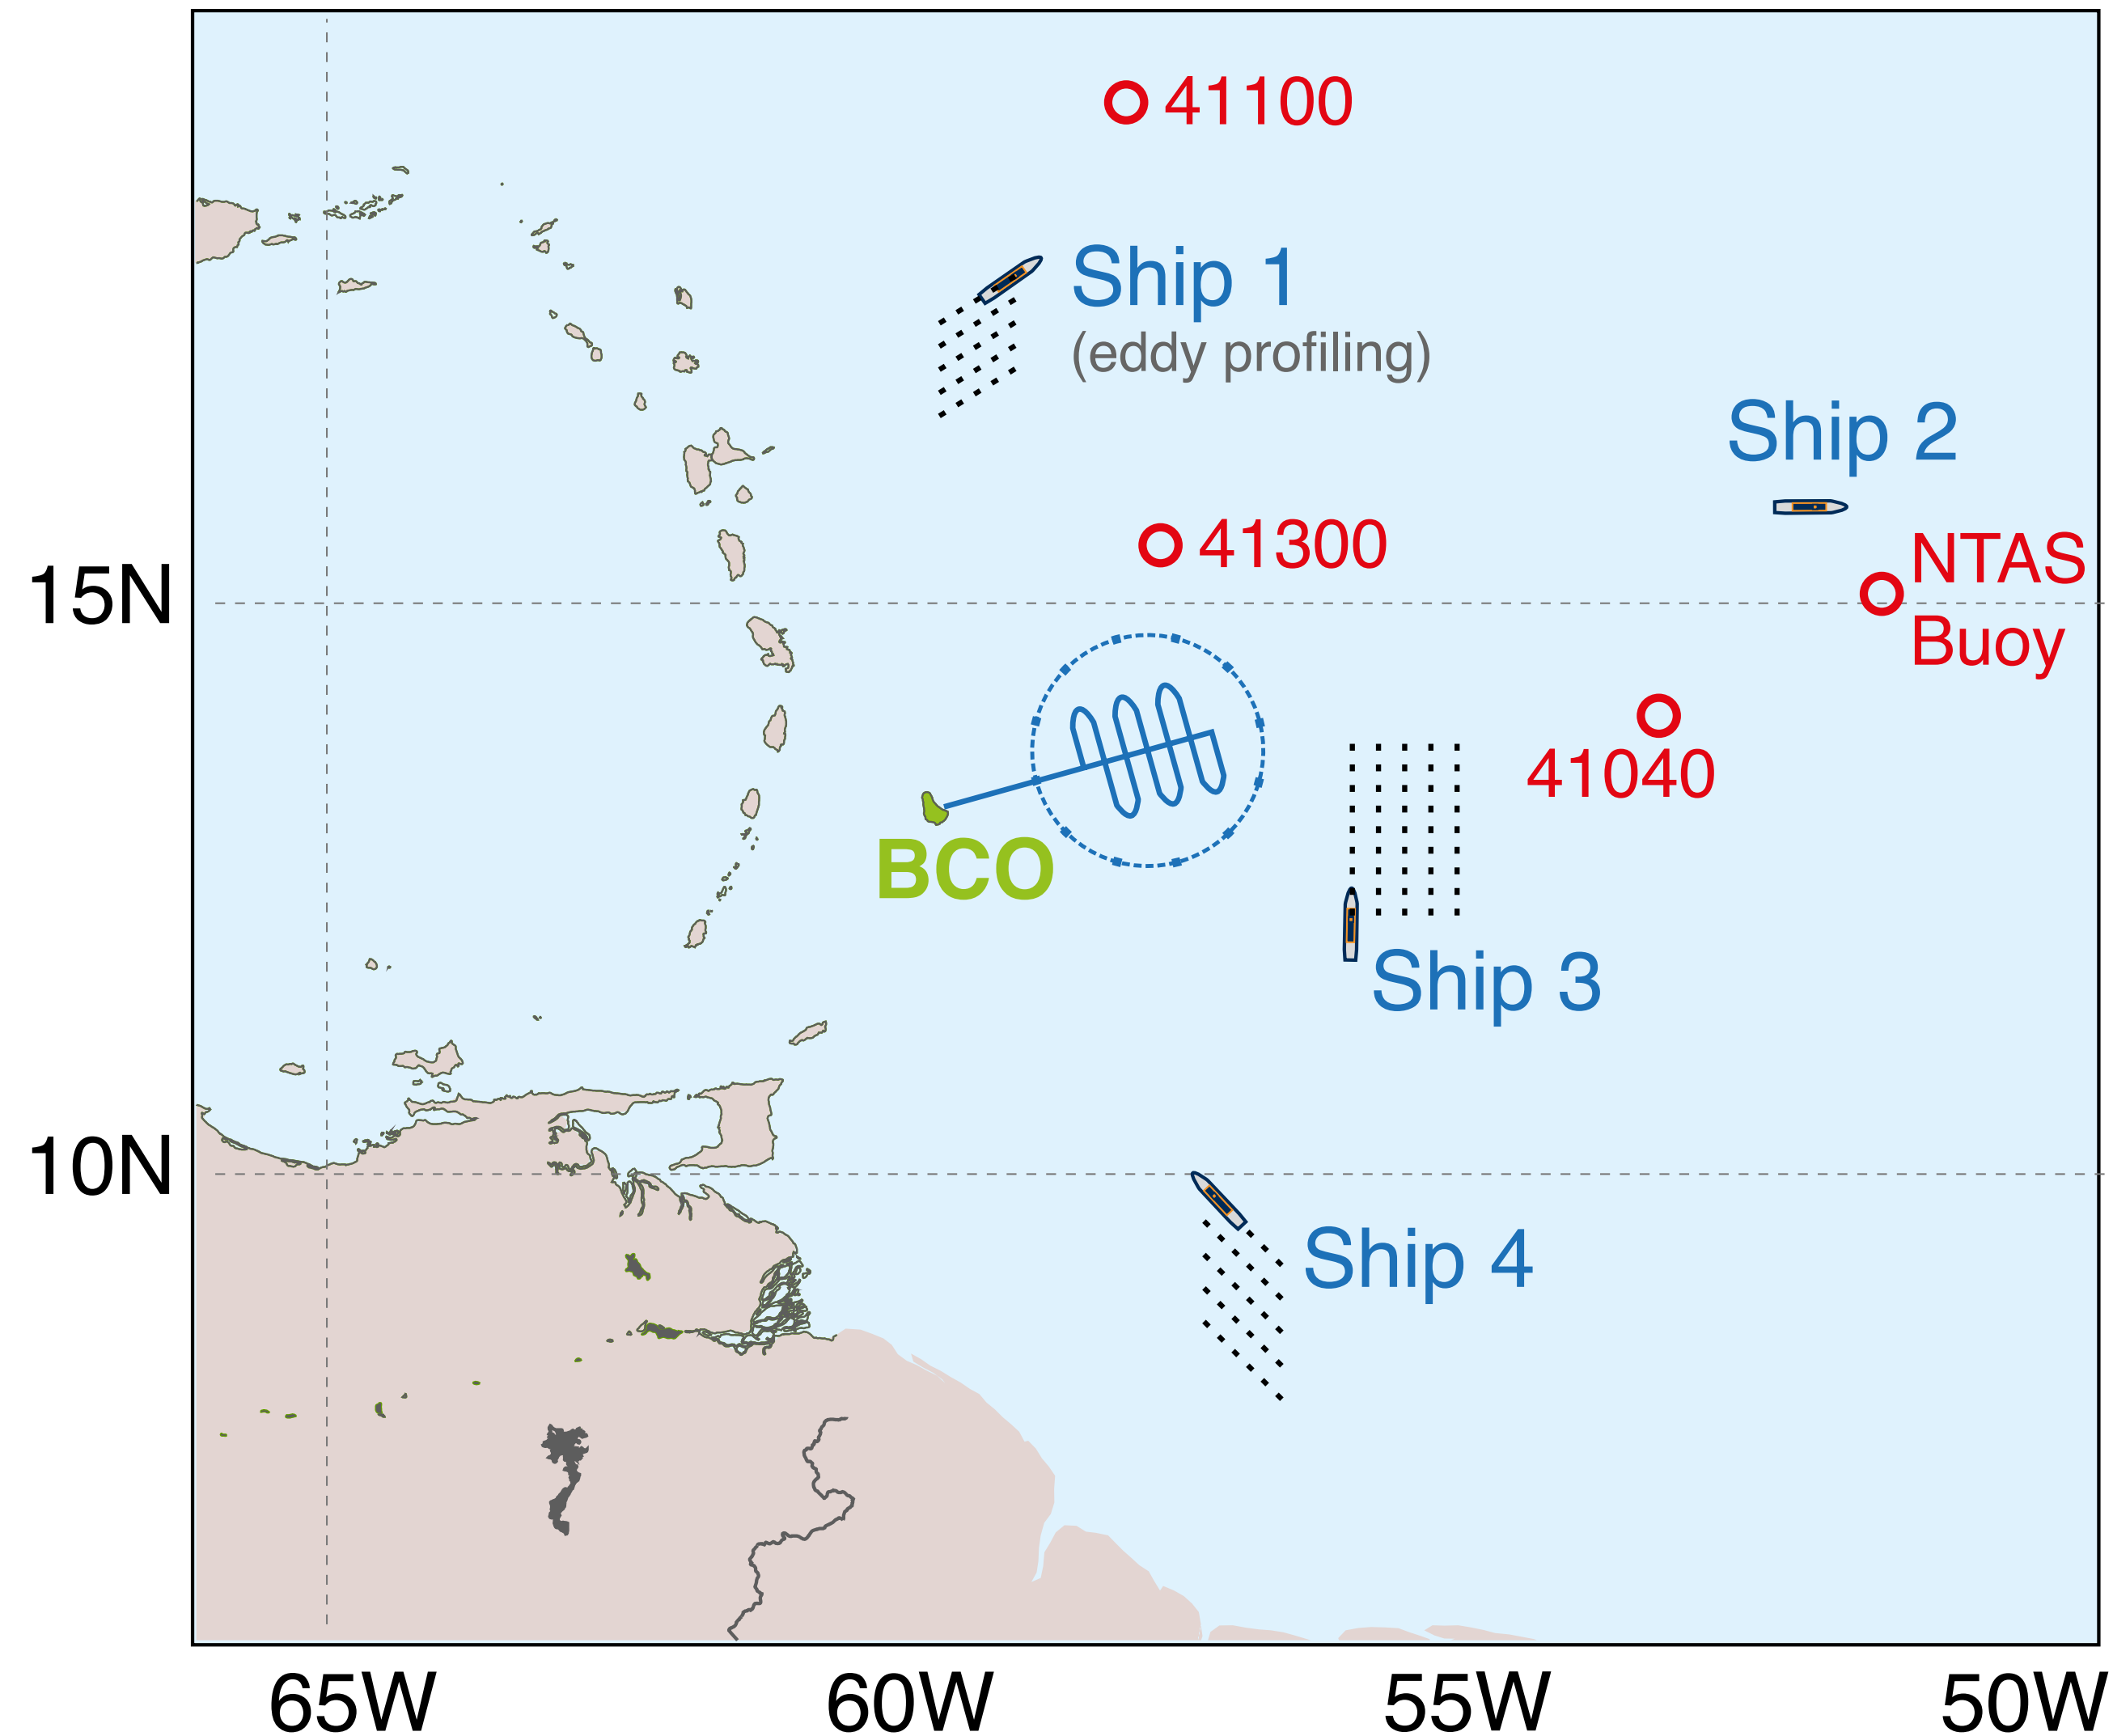 41100
Ship 1
(eddy profiling)
Ship 2
41300
NTAS
Buoy
15N
41040
BCO
Ship 3
10N
Ship 4
65W
60W
55W
50W